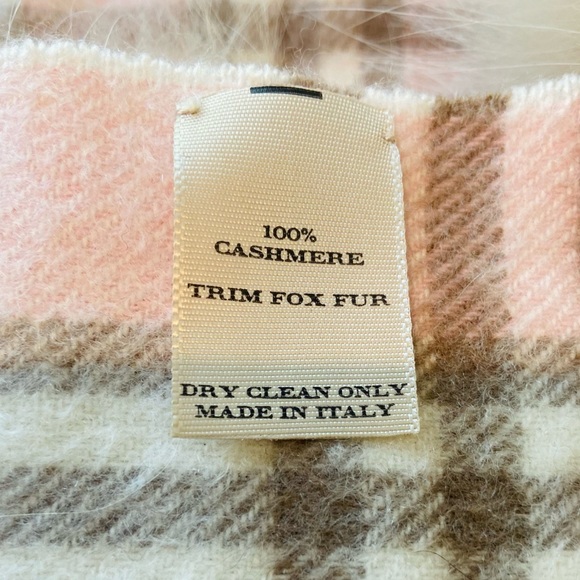 100%
CASHMERE
TRIM FOX FUR
DRY CLEAN ONLY
MADE IN ITALY